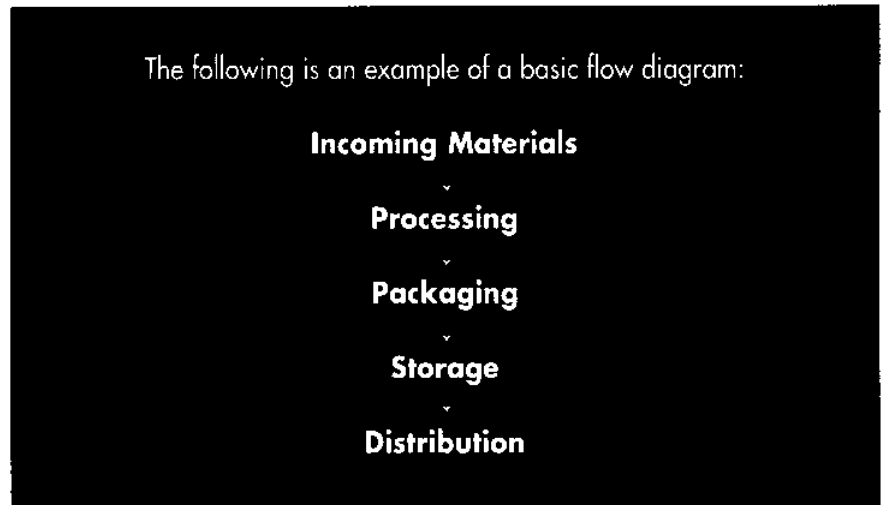 The following is an example of a basic flow diagram:
Incoming Materials
Processing
Packaging
Storage
Distribution